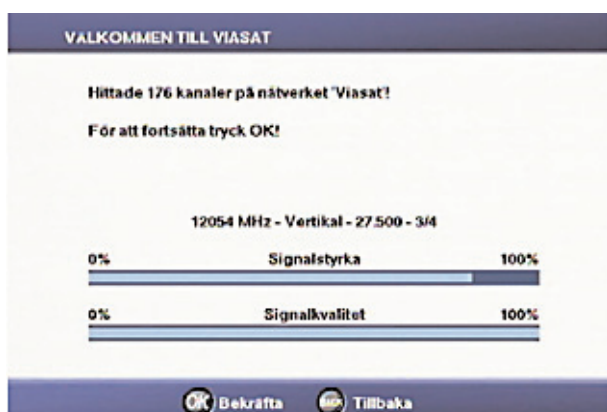 VÄLKOMMEN TILL VIASAT
Hittade 176 kanaler på nätverket 'Viasat'!
För att fortsätta tryck OK!
12054 MHz - Vertikal - 27.500 - 3/4
0% Signalstyrka 100%
0% Signalkvalitet 100%
OK Bekräfta BACK Tillbaka